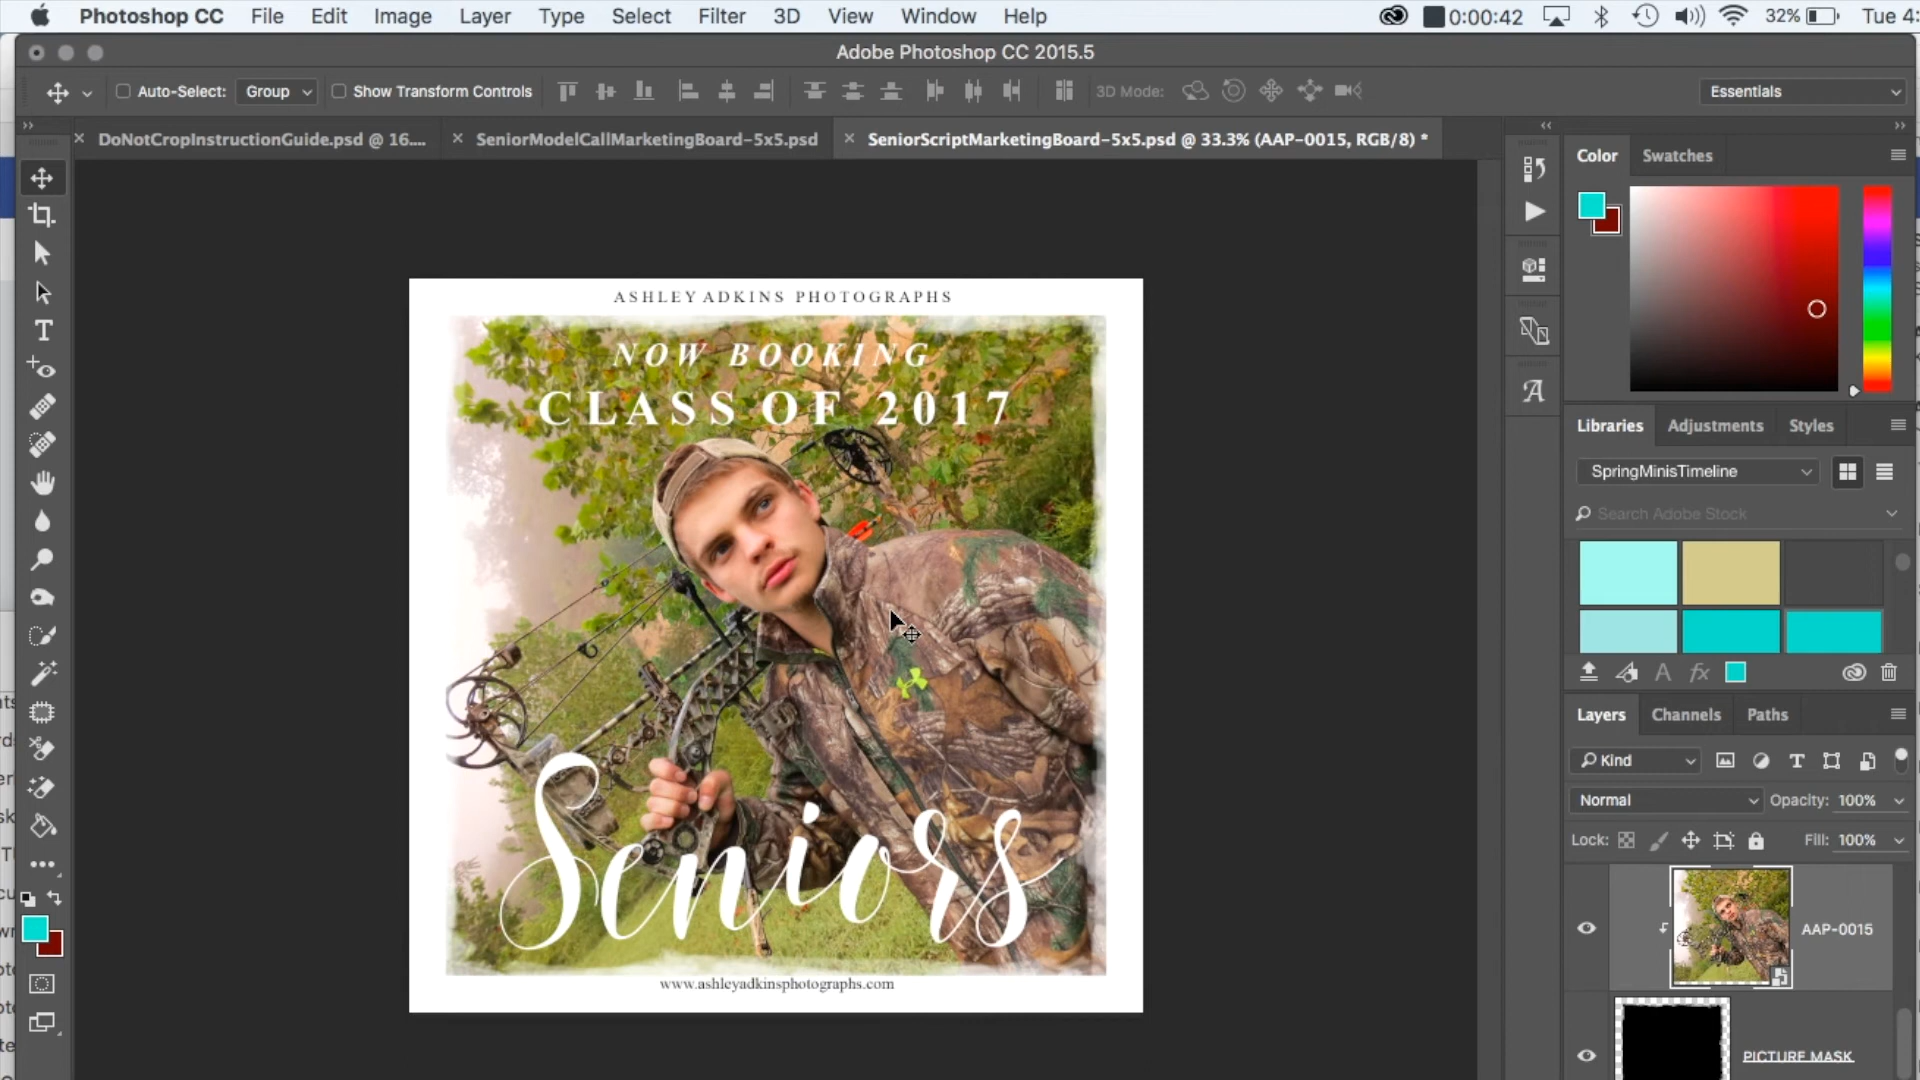 Photoshop CC File Edit Image Layer Type Select Filter 3D View Window Help 0:00:42 32% Tue 4:
Adobe Photoshop CC 2015.5
Auto-Select: Group Show Transform Controls 3D Mode: Essentials
DoNotCropInstructionGuide.psd @ 16.... SeniorModelCallMarketingBoard-5x5.psd SeniorScriptMarketingBoard-5x5.psd @ 33.3% (AAP-0015, RGB/8) *
Color Swatches
ASHLEY ADKINS PHOTOGRAPHS
NOW BOOKING
CLASS OF 2017
Seniors
www.ashleyadkinsphotographs.com
Libraries Adjustments Styles
SpringMinisTimeline
Search Adobe Stock
Layers Channels Paths
Kind
Normal Opacity: 100%
Lock: Fill: 100%
AAP-0015
PICTURE MASK